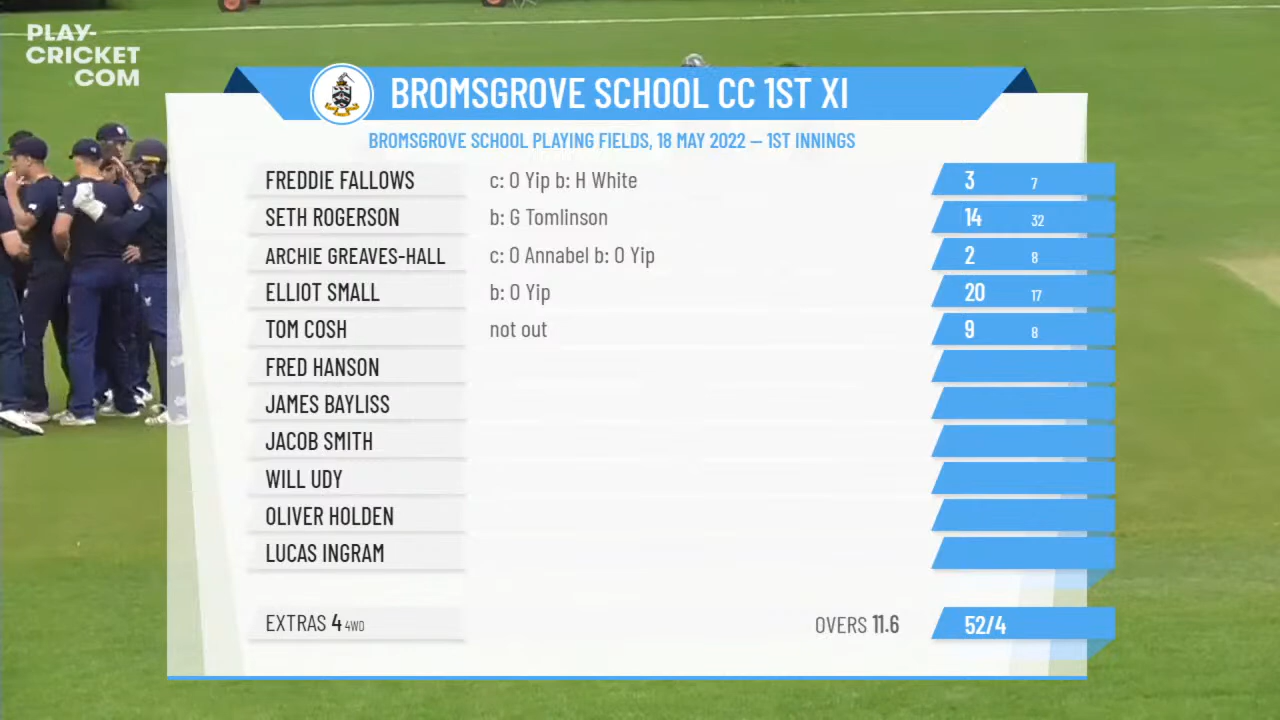 PLAY-
CRICKET
COM
BROMSGROVE SCHOOL CC 1ST XI
BROMSGROVE SCHOOL PLAYING FIELDS, 18 MAY 2022 – 1ST INNINGS
FREDDIE FALLOWS c: O Yip b: H White 3 7
SETH ROGERSON b: G Tomlinson 14 32
ARCHIE GREAVES-HALL c: O Annabel b: O Yip 2 8
ELLIOT SMALL b: O Yip 20 17
TOM COSH not out 9 8
FRED HANSON
JAMES BAYLISS
JACOB SMITH
WILL UDY
OLIVER HOLDEN
LUCAS INGRAM
EXTRAS 4 4WD OVERS 11.6 52/4